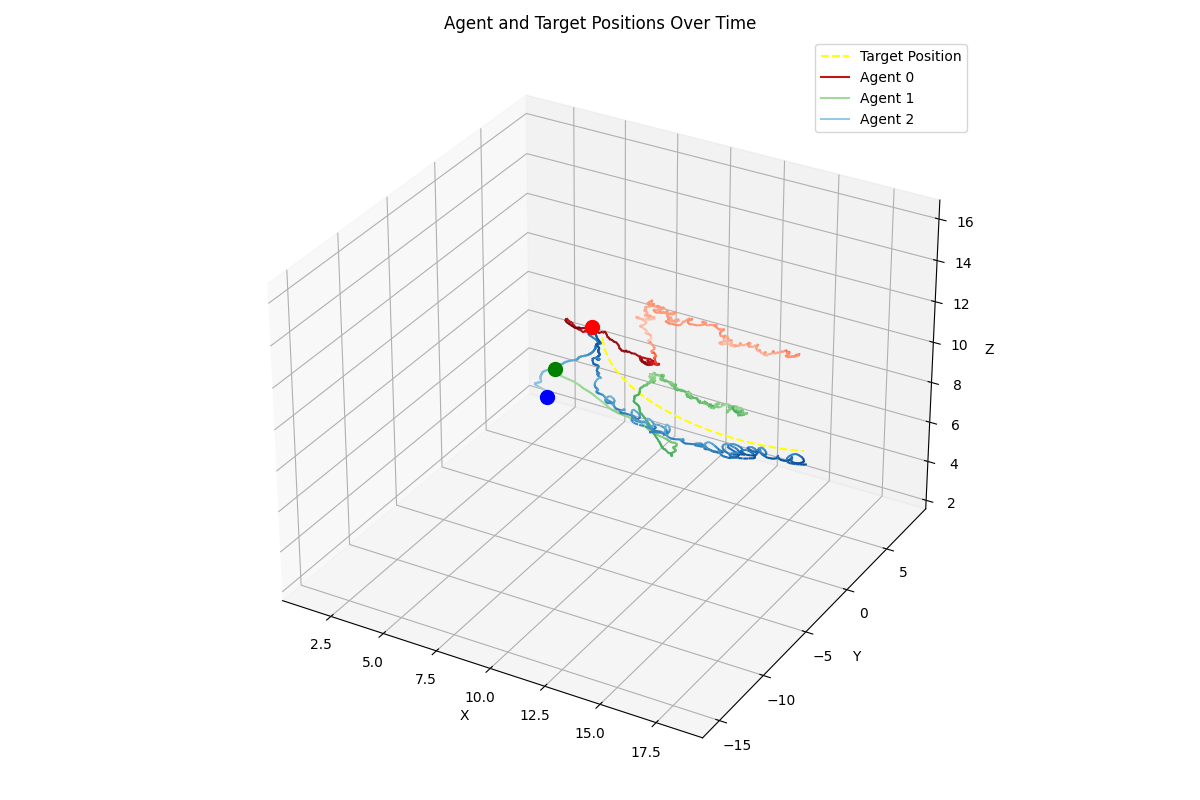 Agent and Target Positions Over Time
Target Position
Agent 0
Agent 1
Agent 2
16
14
12
10
8
6
4
2
Z
5
0
−5
−10
−15
Y
2.5
5.0
7.5
10.0
12.5
15.0
17.5
X